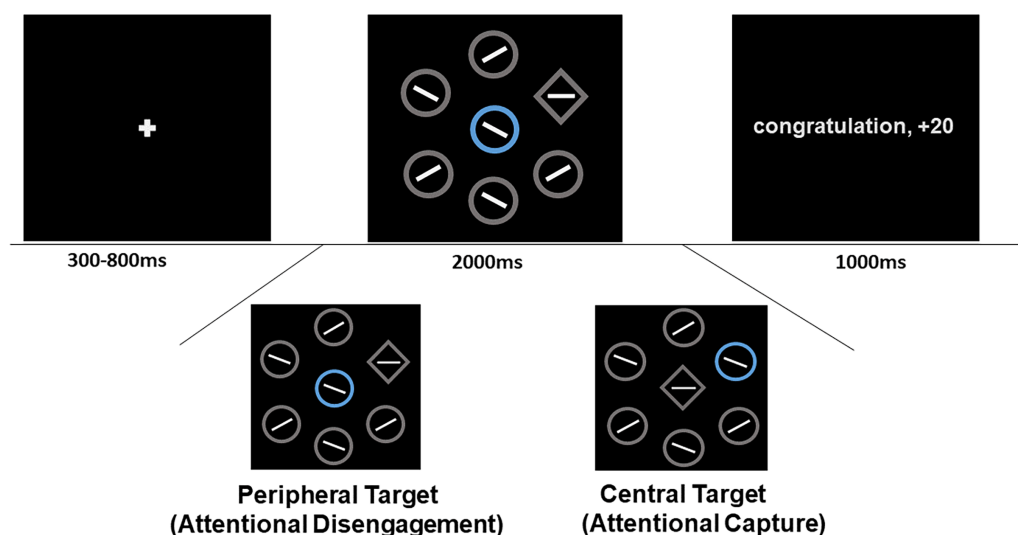 congratulation, +20
300-800ms
2000ms
1000ms
Peripheral Target
(Attentional Disengagement)
Central Target
(Attentional Capture)